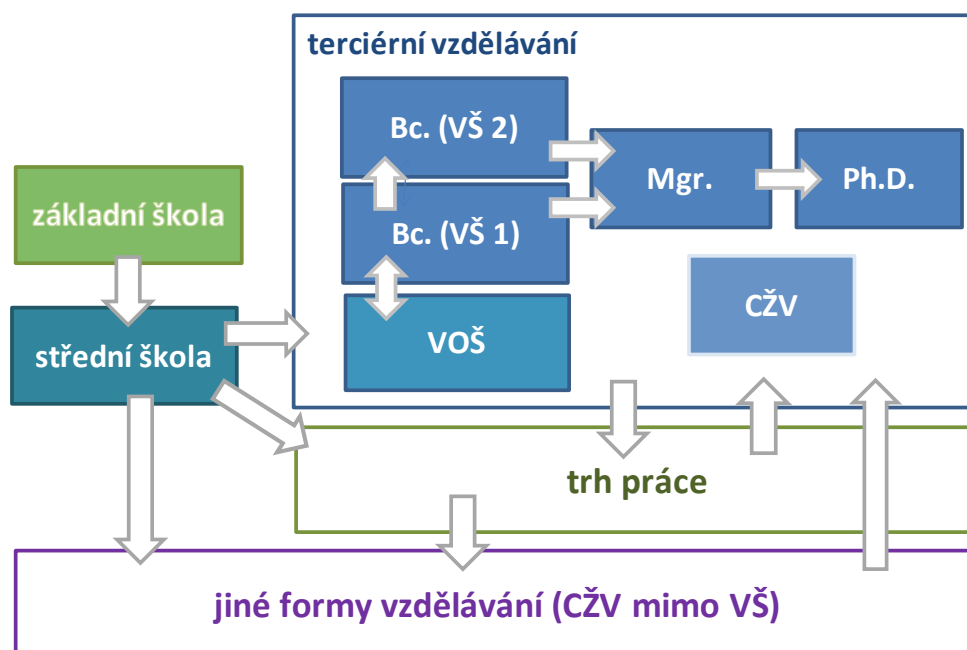 terciérní vzdělávání
Bc. (VŠ 2)
Mgr.
Ph.D.
základní škola
Bc. (VŠ 1)
CŽV
střední škola
VOŠ
trh práce
jiné formy vzdělávání (CŽV mimo VŠ)